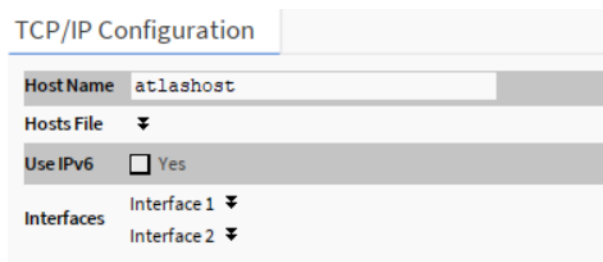 TCP/IP Configuration
Host Name atlashost
Hosts File
Use IPv6 Yes
Interface 1
Interfaces
Interface 2